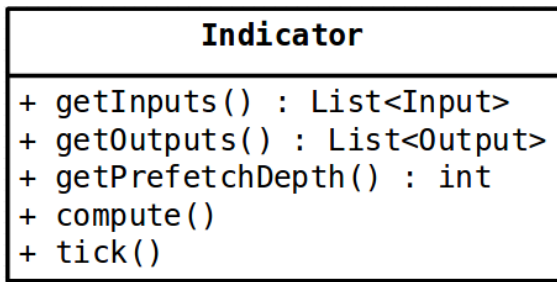 Indicator
+ getInputs() : List<Input>
+ getOutputs() : List<Output>
+ getPrefetchDepth() : int
+ compute()
+ tick()